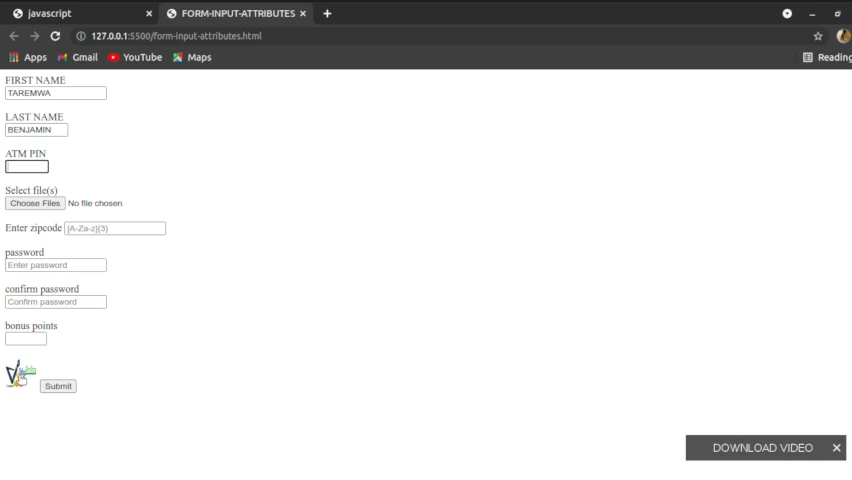 javascript
FORM-INPUT-ATTRIBUTES
127.0.0.1:5500/form-input-attributes.html
Apps Gmail YouTube Maps Reading
FIRST NAME
TAREMWA
LAST NAME
BENJAMIN
ATM PIN
Select file(s)
Choose Files No file chosen
Enter zipcode [A-Za-z]{3}
password
Enter password
confirm password
Confirm password
bonus points
Submit
DOWNLOAD VIDEO